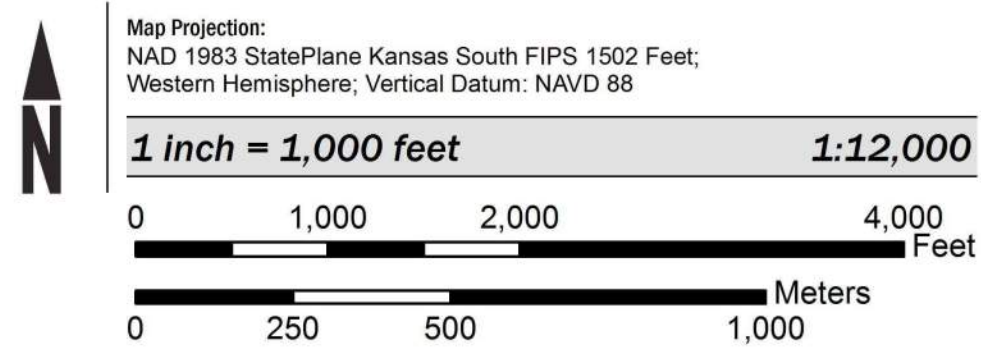 Map Projection:
NAD 1983 StatePlane Kansas South FIPS 1502 Feet;
Western Hemisphere; Vertical Datum: NAVD 88
N
1 inch = 1,000 feet 1:12,000
0 1,000 2,000 4,000
Feet
Meters
0 250 500 1,000